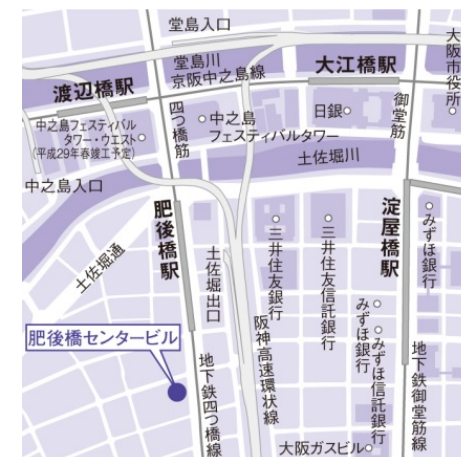 堂島入口
堂島川
京阪中之島線
大江橋駅
大阪市役所
渡辺橋駅
四つ橋筋
中之島
フェスティバルタワー
日銀
御堂筋
中之島フェスティバル
タワー・ウエスト
(平成29年春竣工予定)
土佐堀川
中之島入口
肥後橋駅
淀屋橋駅
みずほ銀行
土佐堀通
土佐堀出口
三井住友銀行
三井住友信託銀行
みずほ銀行
みずほ信託銀行
肥後橋センタービル
地下鉄四つ橋線
阪神高速環状線
地下鉄御堂筋線
大阪ガスビル